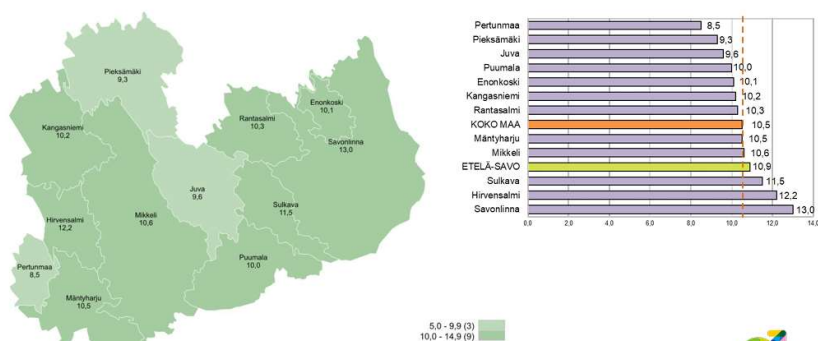 Pieksämäki
9,3
Kangasniemi
10,2
Rantasalmi
10,3
Enonkoski
10,1
Savonlinna
13,0
Juva
9,6
Sulkava
11,5
Hirvensalmi
12,2
Mikkeli
10,6
Puumala
10,0
Pertunmaa
8,5
Mäntyharju
10,5
5,0 - 9,9 (3)
10,0 - 14,9 (9)
Pertunmaa 8,5
Pieksämäki 9,3
Juva 9,6
Puumala 10,0
Enonkoski 10,1
Kangasniemi 10,2
Rantasalmi 10,3
KOKO MAA 10,5
Mäntyharju 10,5
Mikkeli 10,6
ETELÄ-SAVO 10,9
Sulkava 11,5
Hirvensalmi 12,2
Savonlinna 13,0
0,0 2,0 4,0 6,0 8,0 10,0 12,0 14,0